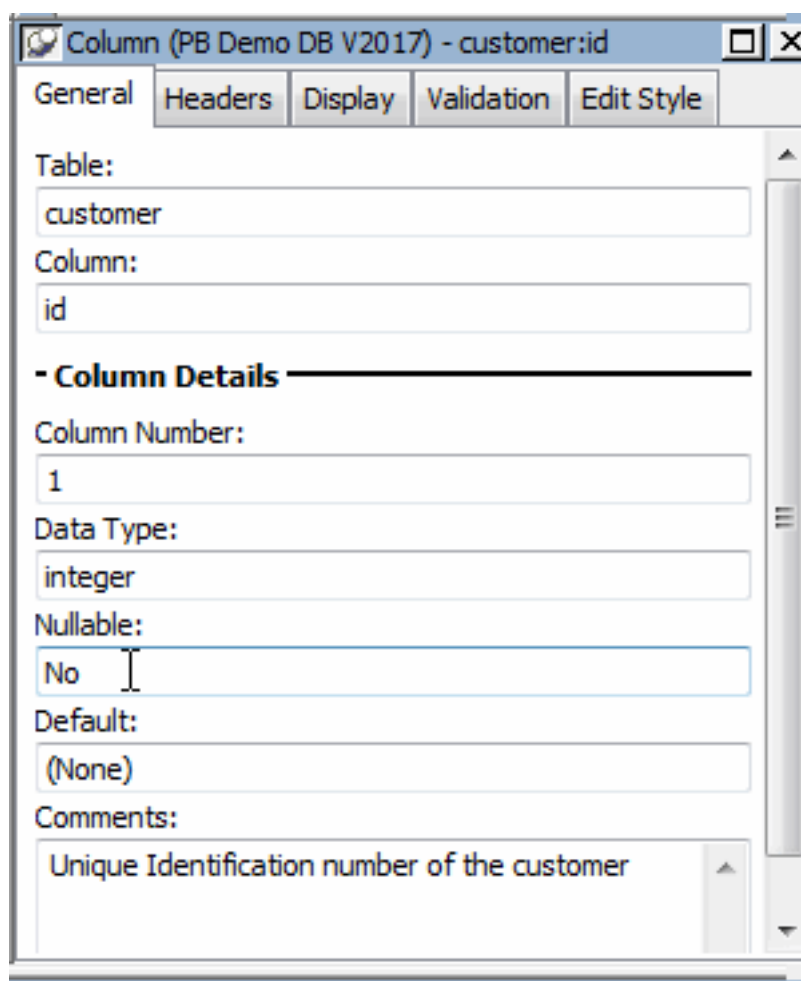 Column (PB Demo DB V2017) - customer:id
General Headers Display Validation Edit Style
Table:
customer
Column:
id
- Column Details
Column Number:
1
Data Type:
integer
Nullable:
No
Default:
(None)
Comments:
Unique Identification number of the customer